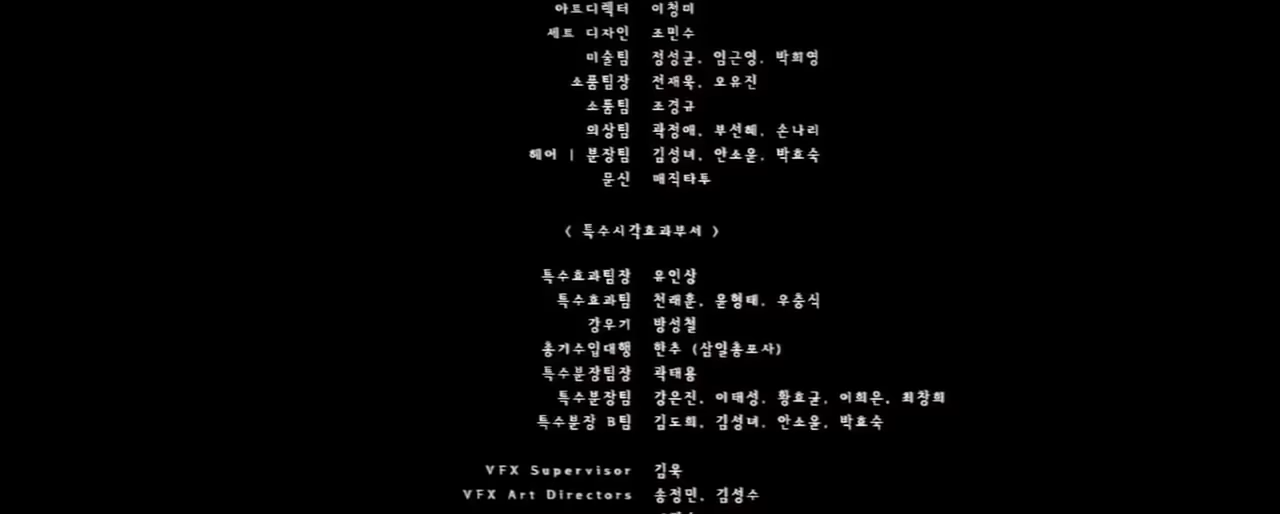 아트디렉터 이청미
세트 디자인 조민수
미술팀 정성균, 임근영, 박희영
소품팀장 전재욱, 오유진
소품팀 조경규
의상팀 곽정애, 부선혜, 손나리
헤어 | 분장팀 김성녀, 안소윤, 박효숙
문신 매직타투
< 특수시각효과부서 >
특수효과팀장 유인상
특수효과팀 천래훈, 윤형태, 우충식
강우기 방성철
총기수입대행 한주 (삼일총포사)
특수분장팀장 곽태용
특수분장팀 강은진, 이태성, 황효균, 이희은, 최창희
특수분장 B팀 김도희, 김성녀, 안소윤, 박효숙
VFX Supervisor 김욱
VFX Art Directors 송정민, 김성수